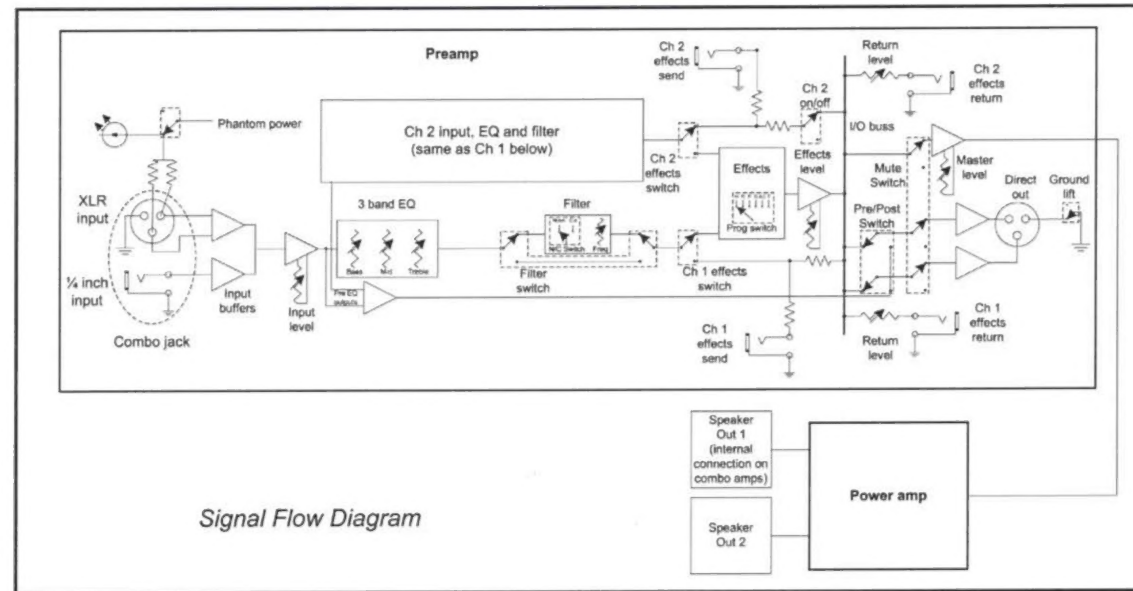 Preamp
Ch 2
effects
send
Return
level
Ch 2
effects
return
Phantom power
Ch 2
on/off
I/O buss
Ch 2 input, EQ and filter
(same as Ch 1 below)
Ch 2
effects
switch
Effects
Effects
level
Mute
Switch
Master
level
Direct
out
Ground
lift
XLR
input
3 band EQ
Filter
Prog switch
Pre/Post
Switch
Bass
Mid
Treble
Switch
Freq
Filter
switch
Ch 1 effects
switch
¼ inch
input
Input
buffers
Input
level
Pre EQ
outputs
Combo jack
Ch 1
effects
send
Return
level
Ch 1
effects
return
Speaker
Out 1
(internal
connection on
combo amps)
Power amp
Speaker
Out 2
Signal Flow Diagram